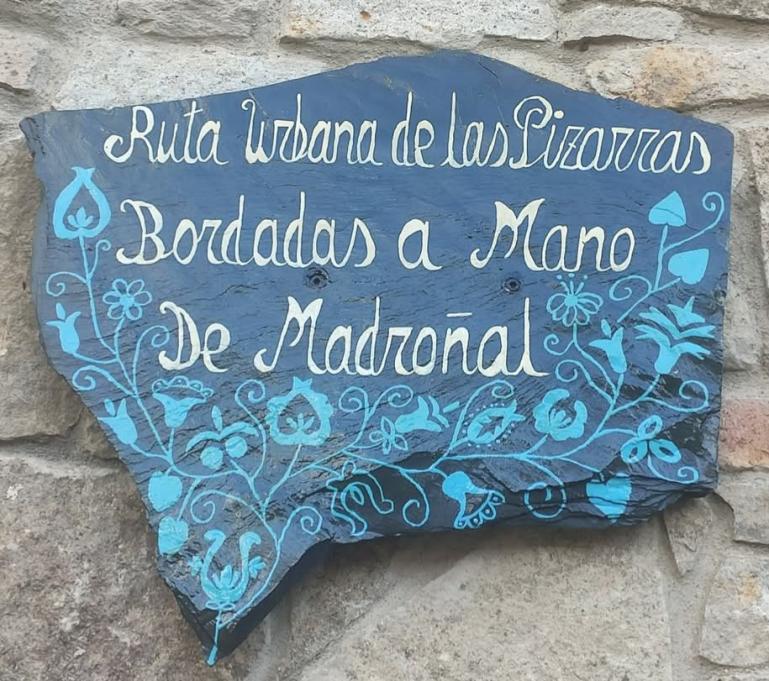 Ruta Urbana de las Pizarras
Bordadas a Mano
De Madroñal